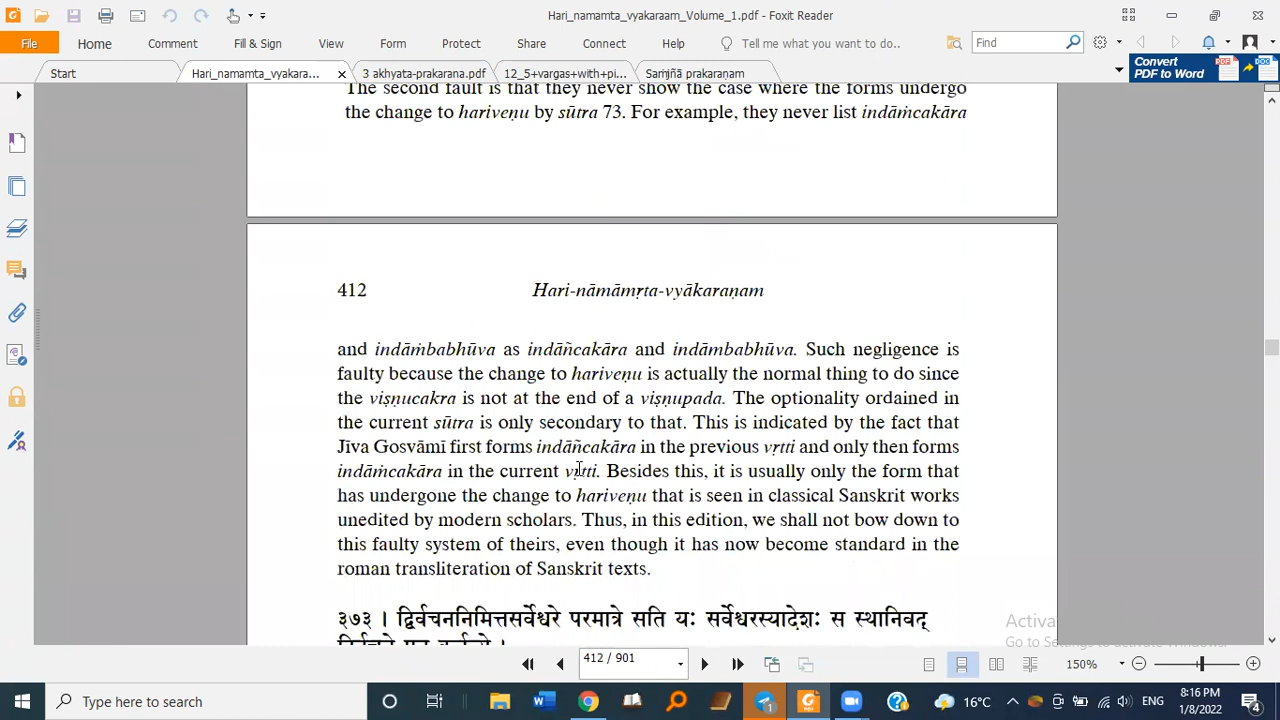 Hari_namamta_vyakaraam_Volume_1.pdf - Foxit Reader
File Home Comment Fill & Sign View Form Protect Share Connect Help Tell me what you want to do.. Find
Start Hari_namamta_vyakara... 3 akhyata-prakarana.pdf 12_5+vargas+with+pi... Saṁjñā prakaraṇam
Convert
PDF to Word
The second fault is that they never show the case where the forms undergo
the change to hariveṇu by sūtra 73. For example, they never list indāṁcakāra
412 Hari-nāmāmṛta-vyākaraṇam
and indāṁbabhūva as indāñcakāra and indāmbabhūva. Such negligence is
faulty because the change to hariveṇu is actually the normal thing to do since
the viṣṇucakra is not at the end of a viṣṇupada. The optionality ordained in
the current sūtra is only secondary to that. This is indicated by the fact that
Jīva Gosvāmī first forms indāñcakāra in the previous vṛtti and only then forms
indāṁcakāra in the current vṛtti. Besides this, it is usually only the form that
has undergone the change to hariveṇu that is seen in classical Sanskrit works
unedited by modern scholars. Thus, in this edition, we shall not bow down to
this faulty system of theirs, even though it has now become standard in the
roman transliteration of Sanskrit texts.
३७३ । द्विर्वचननिमित्तसर्वेश्वरे परमात्रे सति यः सर्वेश्वरस्यादेशः स स्थानिवद्
Activa
Go to Settings to activate Windows.
412 / 901 150%
Type here to search 16°C ENG 8:16 PM
1/8/2022 4